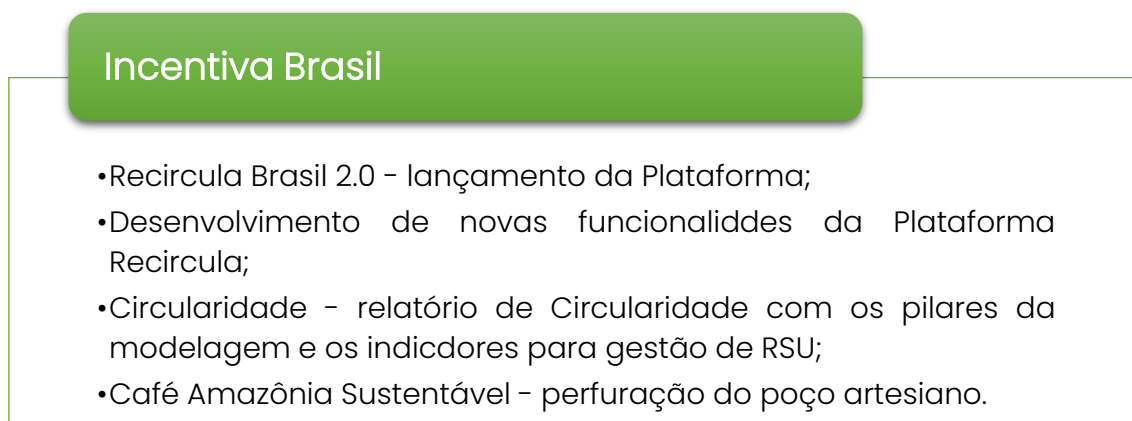 Incentiva Brasil
•Recircula Brasil 2.0 - lançamento da Plataforma;
•Desenvolvimento de novas funcionaliddes da Plataforma
Recircula;
•Circularidade - relatório de Circularidade com os pilares da
modelagem e os indicdores para gestão de RSU;
•Café Amazônia Sustentável - perfuração do poço artesiano.